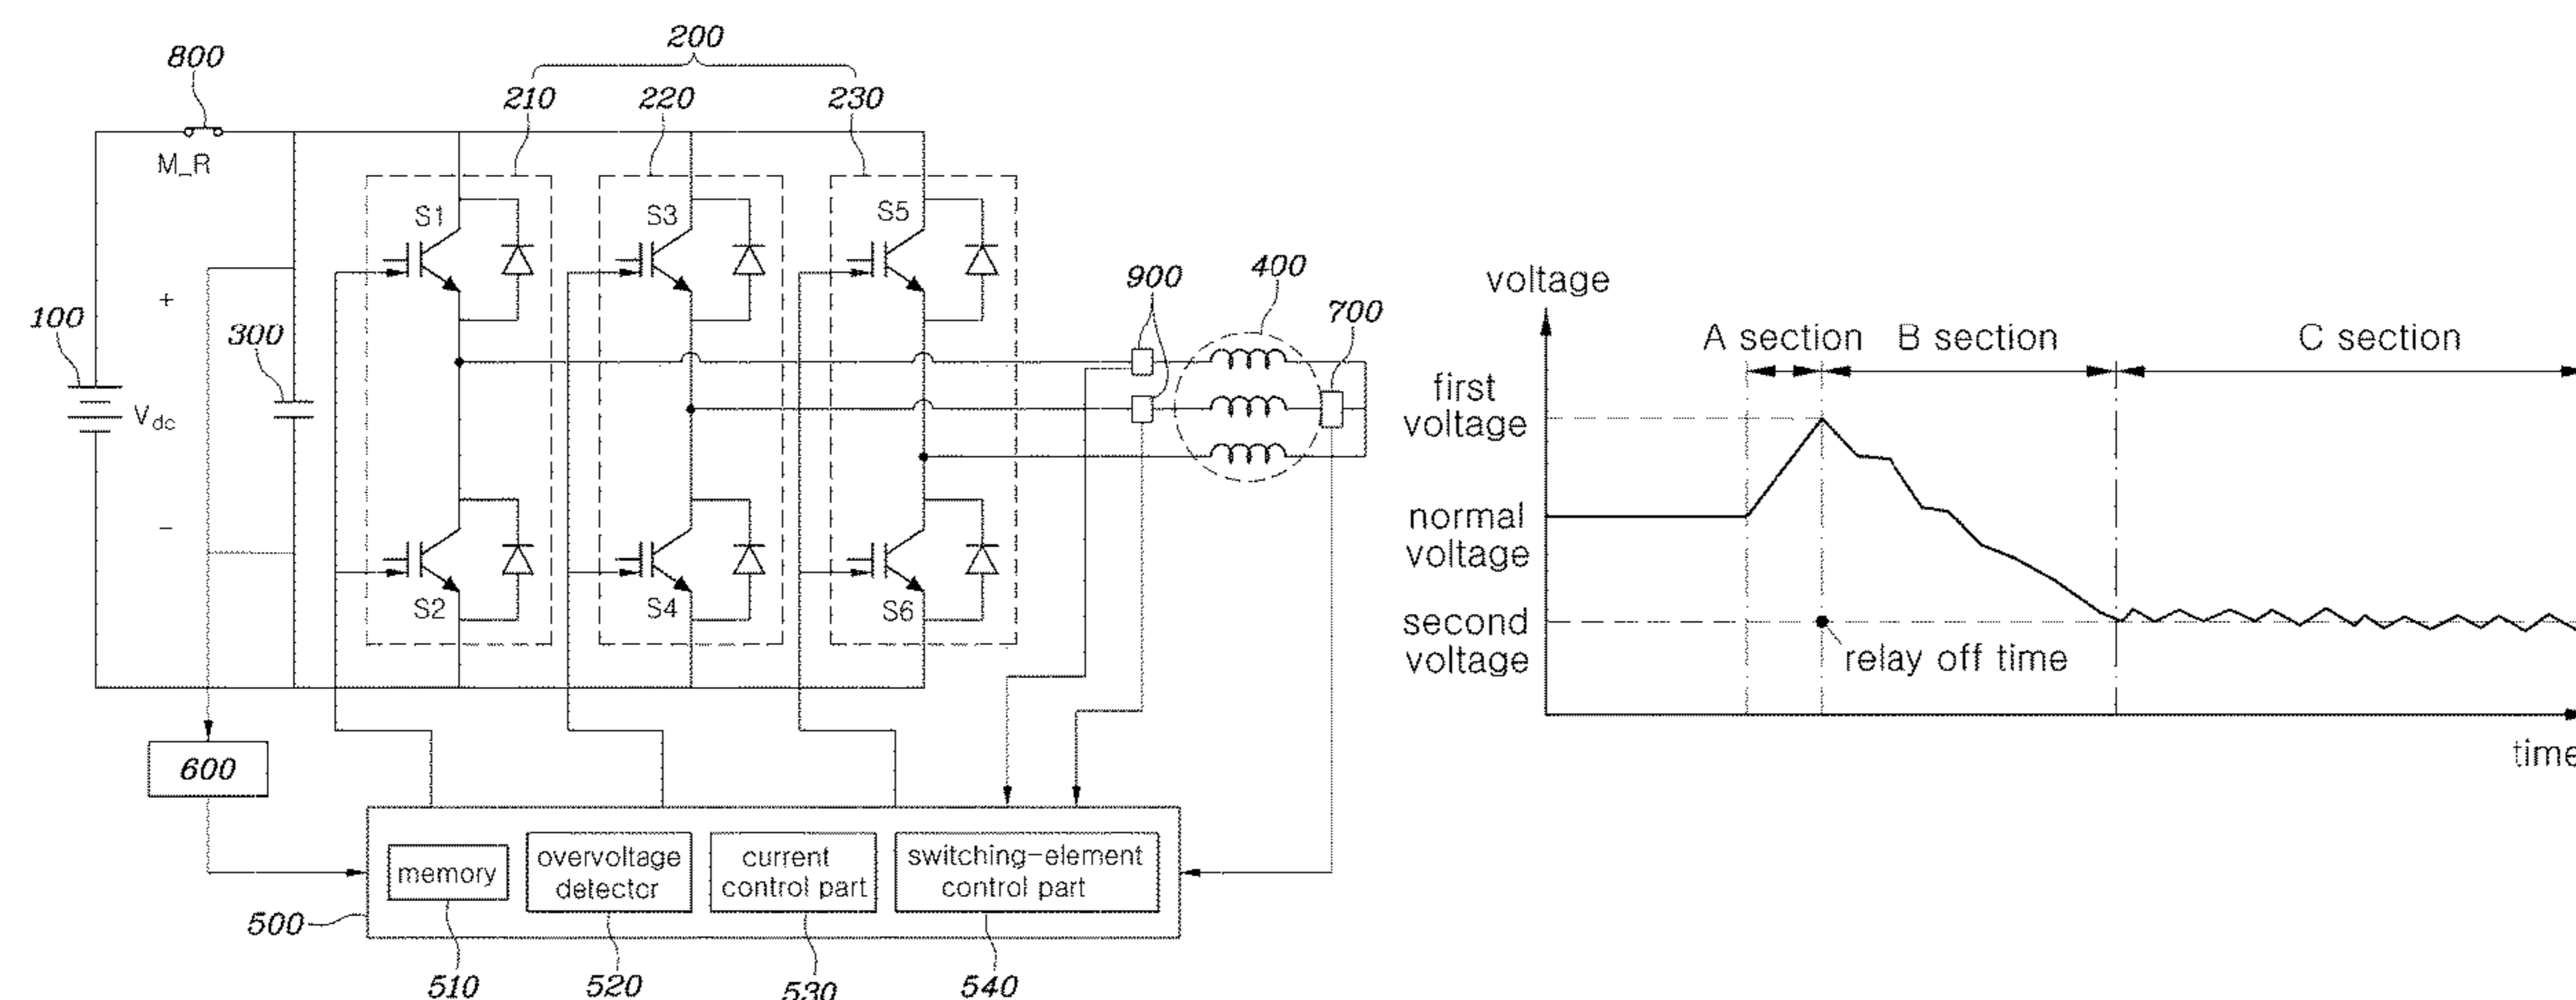 200
800
210 220 230
M_R
S1 S3 S5
900 400 700
100
+
300
Vdc
−
S2 S4 S6
600
memory
overvoltage
detector
current
control part
switching-element
control part
500
510 520 530 540
voltage
A section B section C section
first
voltage
normal
voltage
second
voltage
relay off time
time